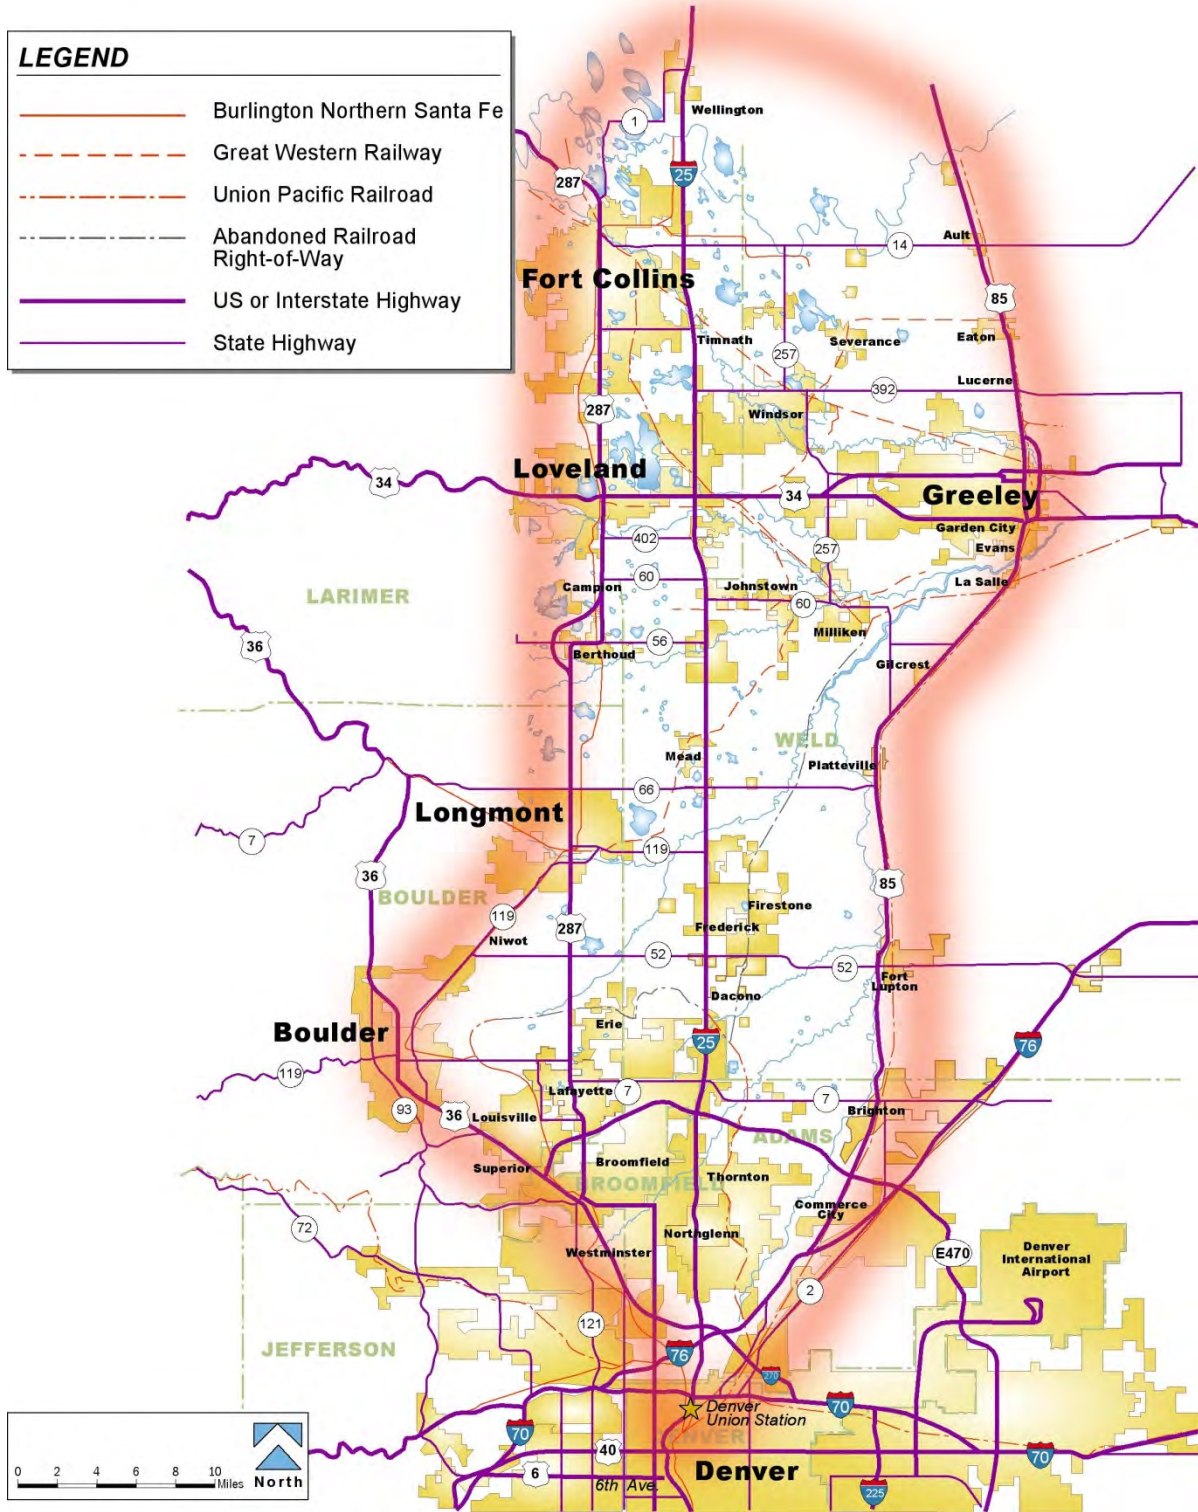 LEGEND
Burlington Northern Santa Fe
Great Western Railway
Union Pacific Railroad
Abandoned Railroad
Right-of-Way
US or Interstate Highway
State Highway
Wellington
1
287
25
Ault
14
Fort Collins
85
Timnath
Severance
Eaton
257
Lucerne
392
287
Windsor
Loveland
34
34
Greeley
Garden City
402
257
Evans
60
Campion
Johnstown
La Salle
LARIMER
60
Milliken
36
56
Berthoud
Gilcrest
WELD
Mead
Platteville
66
Longmont
7
119
36
85
BOULDER
Firestone
119
Frederick
287
Niwot
52
52
Fort
Lupton
Dacono
Boulder
Erie
25
76
119
Lafayette
7
7
93
36
Louisville
Brighton
ADAMS
Superior
Broomfield
BROOMFIELD
Thornton
Commerce
City
72
Northglenn
Westminster
E470
Denver
International
Airport
2
121
JEFFERSON
76
270
Denver
Union Station
70
70
DENVER
40
70
6
Denver
6th Ave.
225
0 2 4 6 8 10
Miles
North